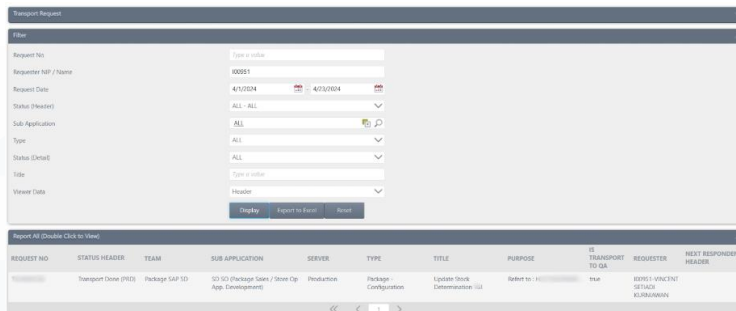 Transport Request
Filter
Request No Type a value
Requester NIP / Name I00951
Request Date 4/1/2024 - 4/23/2024
Status (Header) ALL - ALL
Sub Application ALL
Type ALL
Status (Detail) ALL
Title Type a value
Viewer Data Header
Display Export to Excel Reset
Report All (Double Click to View)
REQUEST NO STATUS HEADER TEAM SUB APPLICATION SERVER TYPE TITLE PURPOSE IS TRANSPORT TO QA REQUESTER NEXT RESPONDER HEADER
Transport Done (PRD) Package SAP SD SD SO (Package Sales / Store Op App. Development) Production Package - Configuration Update Stock Determination Refert to : true I00951-VINCENT SETIADI KURNIAWAN
1